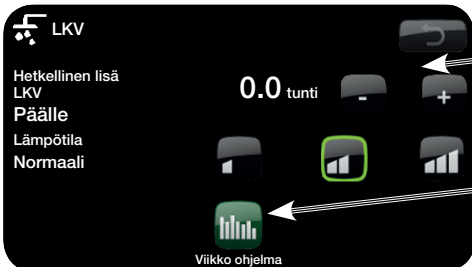 LKV
Hetkellinen lisä
LKV
0.0 tunti
- +
Päälle
Lämpötila
Normaali
Viikko ohjelma